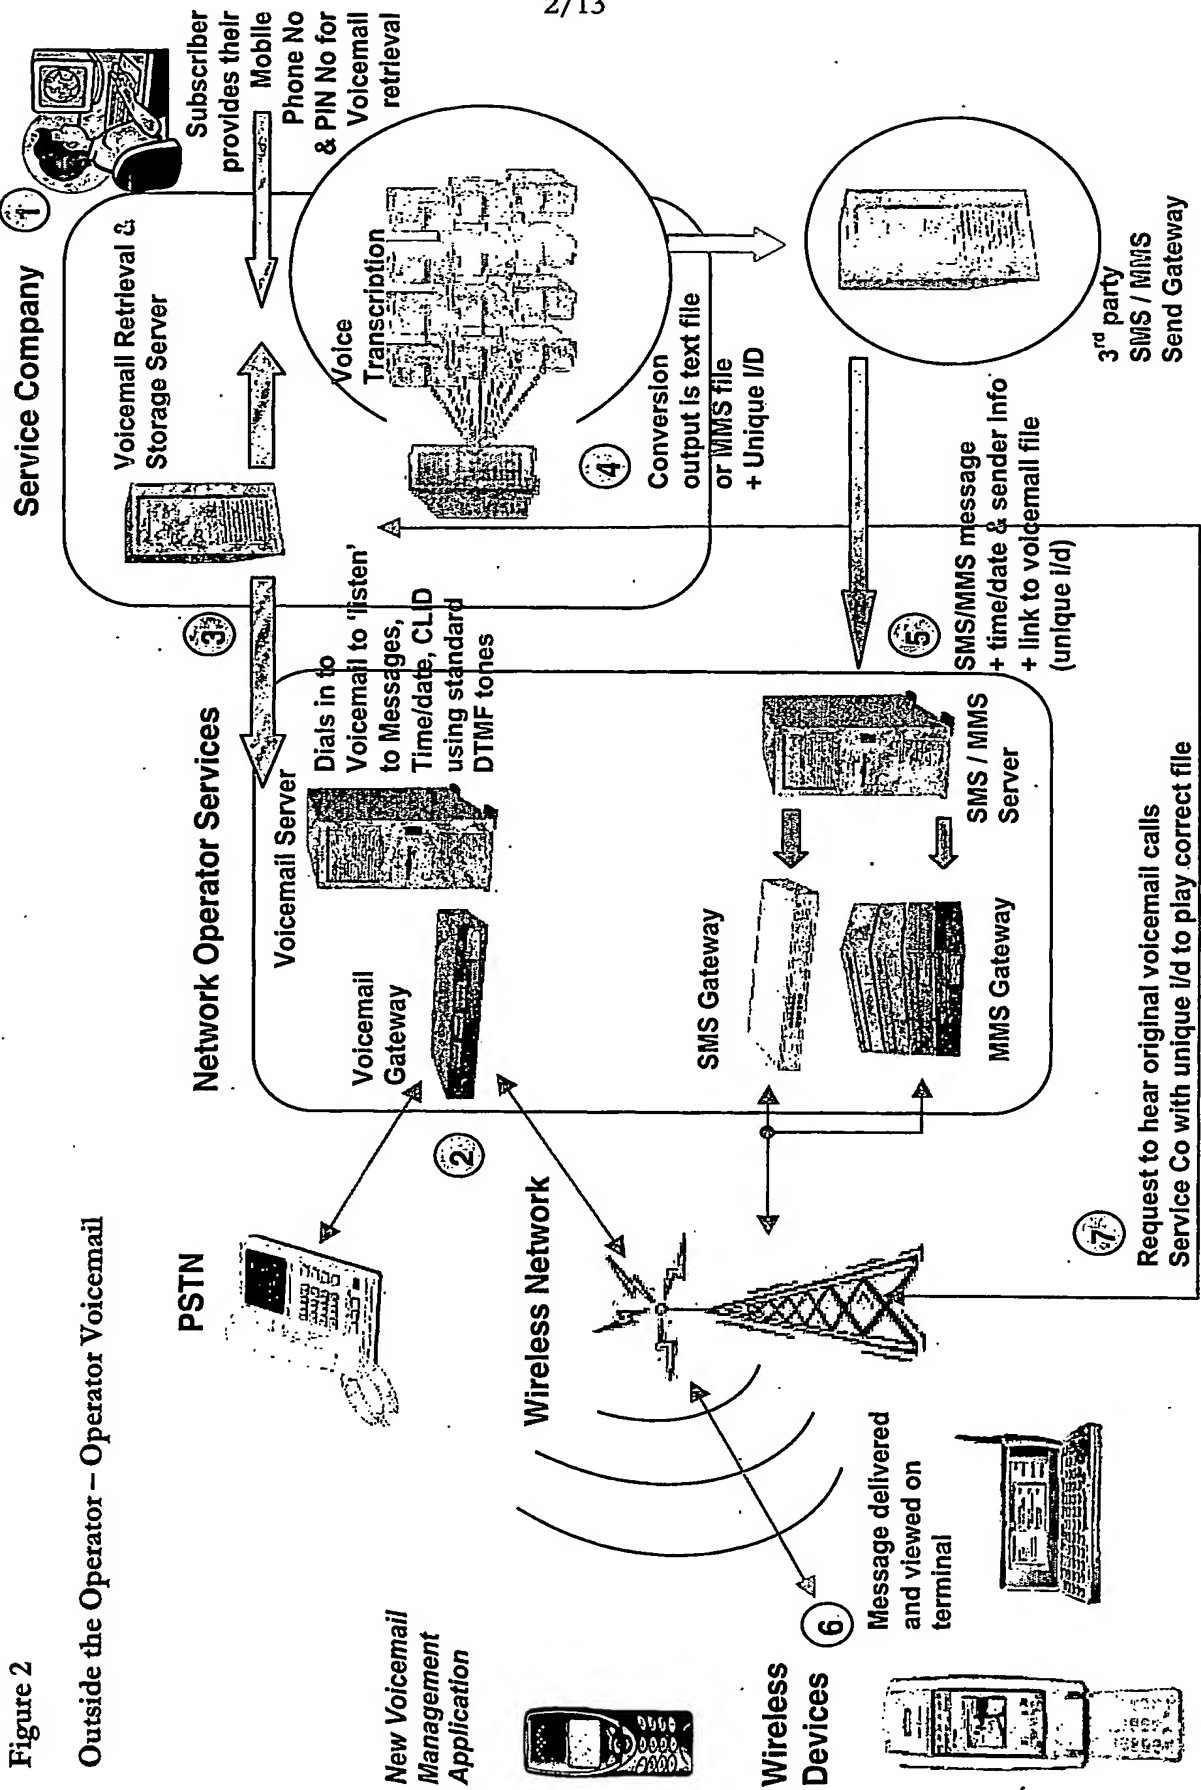 2/13
Figure 2
Outside the Operator – Operator Voicemail
Service Company
1
Subscriber
provides their
Mobile
Phone No
& PIN No for
Voicemail
retrieval
Voicemail Retrieval &
Storage Server
Voice
Transcription
4
Conversion
output is text file
or MMS file
+ Unique I/D
3rd party
SMS / MMS
Send Gateway
3
Dials in to
Voicemail to 'listen'
to Messages,
Time/date, CLID
using standard
DTMF tones
5
SMS/MMS message
+ time/date & sender Info
+ link to voicemail file
(unique i/d)
Network Operator Services
Voicemail Server
Voicemail
Gateway
SMS / MMS
Server
SMS Gateway
MMS Gateway
2
PSTN
Wireless Network
7
Request to hear original voicemail calls
Service Co with unique i/d to play correct file
New Voicemail
Management
Application
6
Message delivered
and viewed on
terminal
Wireless
Devices